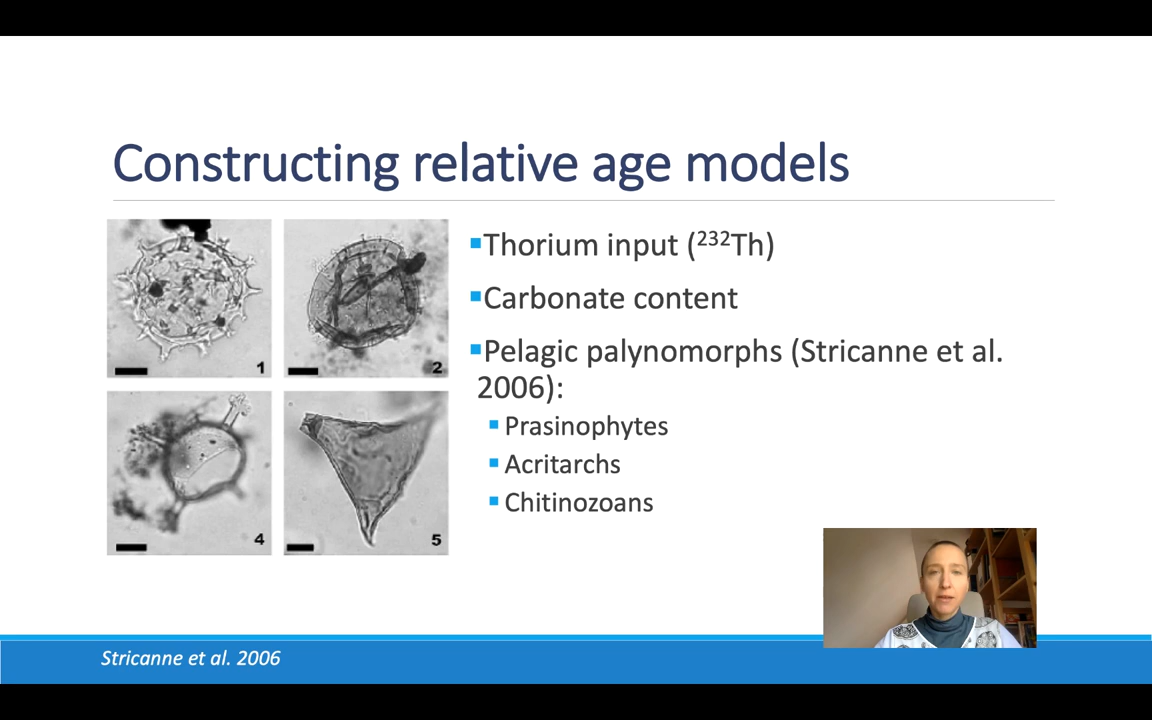 Constructing relative age models
1
2
4
5
▪Thorium input (²³²Th)
▪Carbonate content
▪Pelagic palynomorphs (Stricanne et al.
2006):
▪ Prasinophytes
▪ Acritarchs
▪ Chitinozoans
Stricanne et al. 2006